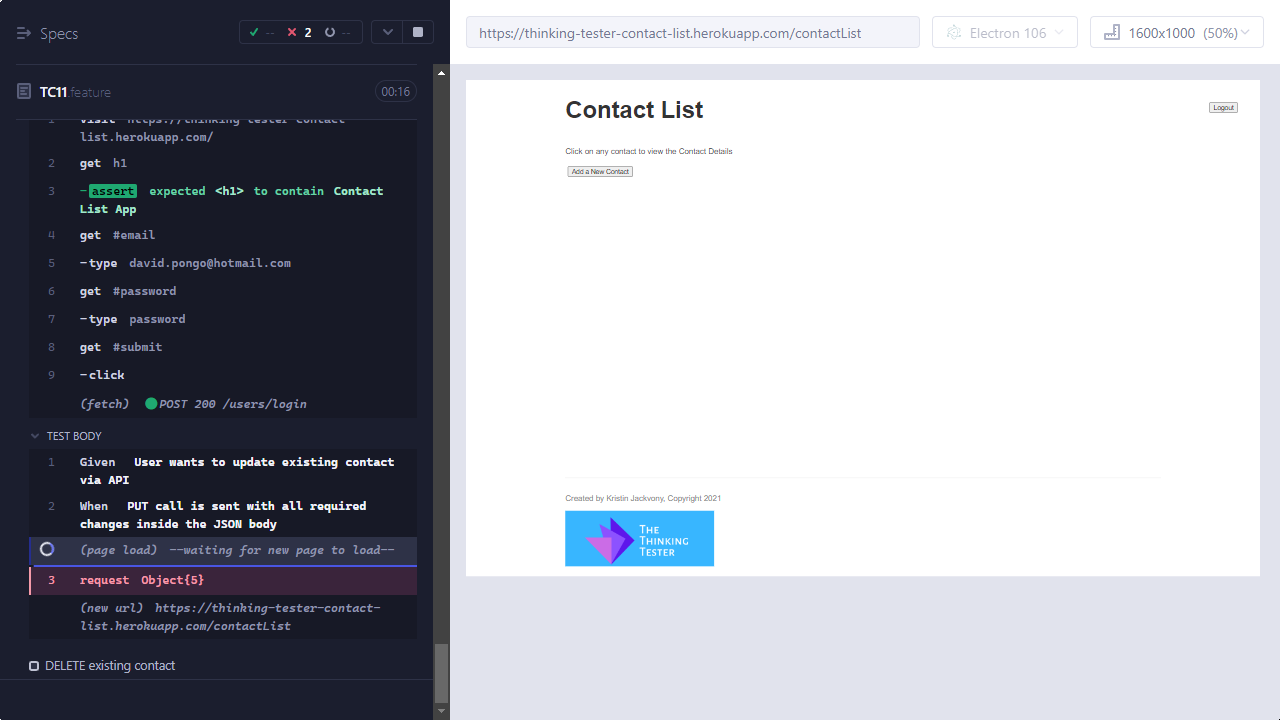 Specs
-- 2 --
TC11.feature
00:16
1 visit https://thinking-tester-contact-
list.herokuapp.com/
2 get h1
3 -assert expected <h1> to contain Contact
List App
4 get #email
5 -type david.pongo@hotmail.com
6 get #password
7 -type password
8 get #submit
9 -click
(fetch) POST 200 /users/login
TEST BODY
1 Given User wants to update existing contact
via API
2 When PUT call is sent with all required
changes inside the JSON body
(page load) --waiting for new page to load--
3 request Object{5}
(new url) https://thinking-tester-contact-
list.herokuapp.com/contactList
DELETE existing contact
https://thinking-tester-contact-list.herokuapp.com/contactList
Electron 106
1600x1000 (50%)
Contact List
Logout
Click on any contact to view the Contact Details
Add a New Contact
Created by Kristin Jackvony, Copyright 2021
THE
THINKING
TESTER